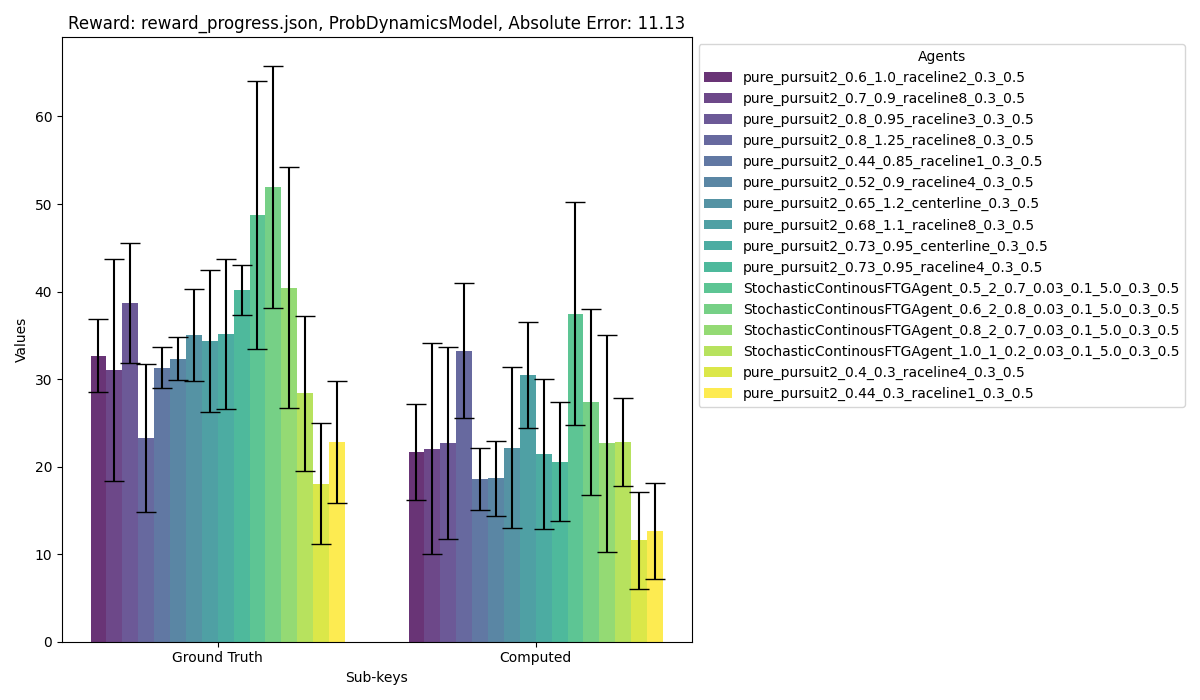 Reward: reward_progress.json, ProbDynamicsModel, Absolute Error: 11.13
Values
60
50
40
30
20
10
0
Ground Truth
Computed
Sub-keys
Agents
pure_pursuit2_0.6_1.0_raceline2_0.3_0.5
pure_pursuit2_0.7_0.9_raceline8_0.3_0.5
pure_pursuit2_0.8_0.95_raceline3_0.3_0.5
pure_pursuit2_0.8_1.25_raceline8_0.3_0.5
pure_pursuit2_0.44_0.85_raceline1_0.3_0.5
pure_pursuit2_0.52_0.9_raceline4_0.3_0.5
pure_pursuit2_0.65_1.2_centerline_0.3_0.5
pure_pursuit2_0.68_1.1_raceline8_0.3_0.5
pure_pursuit2_0.73_0.95_centerline_0.3_0.5
pure_pursuit2_0.73_0.95_raceline4_0.3_0.5
StochasticContinousFTGAgent_0.5_2_0.7_0.03_0.1_5.0_0.3_0.5
StochasticContinousFTGAgent_0.6_2_0.8_0.03_0.1_5.0_0.3_0.5
StochasticContinousFTGAgent_0.8_2_0.7_0.03_0.1_5.0_0.3_0.5
StochasticContinousFTGAgent_1.0_1_0.2_0.03_0.1_5.0_0.3_0.5
pure_pursuit2_0.4_0.3_raceline4_0.3_0.5
pure_pursuit2_0.44_0.3_raceline1_0.3_0.5